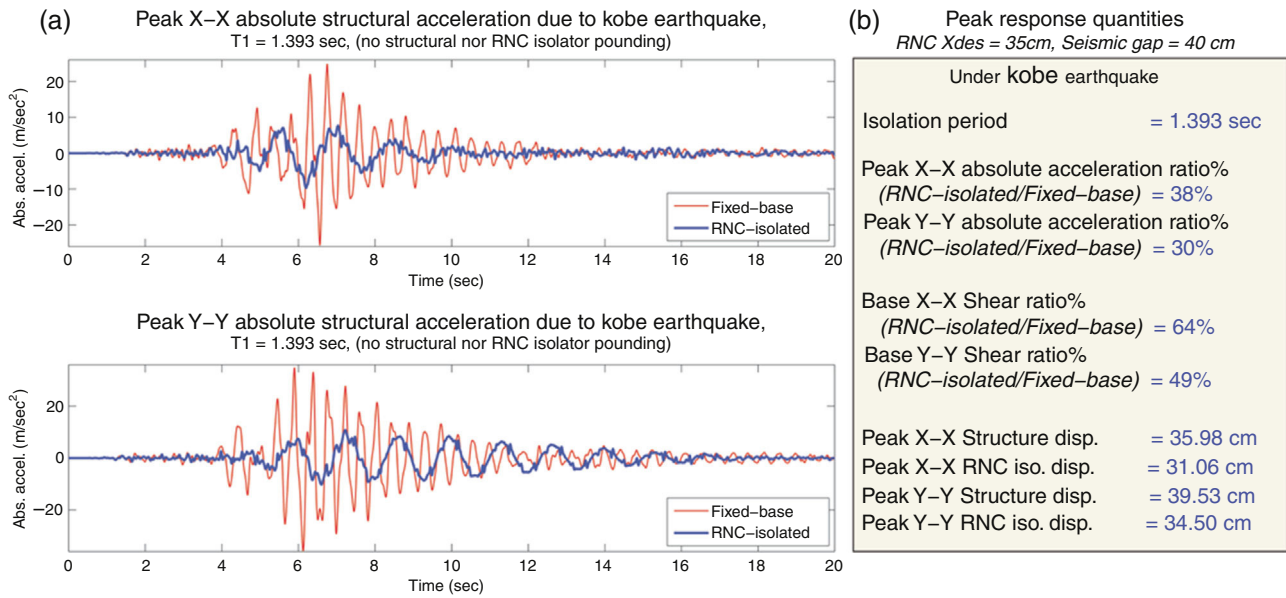 (a)
Peak X–X absolute structural acceleration due to kobe earthquake,
T1 = 1.393 sec, (no structural nor RNC isolator pounding)
Abs. accel. (m/sec²)
20
10
0
−10
−20
Fixed–base
RNC–isolated
0 2 4 6 8 10 12 14 16 18 20
Time (sec)
Peak Y–Y absolute structural acceleration due to kobe earthquake,
T1 = 1.393 sec, (no structural nor RNC isolator pounding)
Abs. accel. (m/sec²)
20
0
−20
Fixed–base
RNC–isolated
0 2 4 6 8 10 12 14 16 18 20
Time (sec)
(b)
Peak response quantities
RNC Xdes = 35cm, Seismic gap = 40 cm
Under kobe earthquake
Isolation period = 1.393 sec
Peak X–X absolute acceleration ratio%
(RNC–isolated/Fixed–base) = 38%
Peak Y–Y absolute acceleration ratio%
(RNC–isolated/Fixed–base) = 30%
Base X–X Shear ratio%
(RNC–isolated/Fixed–base) = 64%
Base Y–Y Shear ratio%
(RNC–isolated/Fixed–base) = 49%
Peak X–X Structure disp. = 35.98 cm
Peak X–X RNC iso. disp. = 31.06 cm
Peak Y–Y Structure disp. = 39.53 cm
Peak Y–Y RNC iso. disp. = 34.50 cm